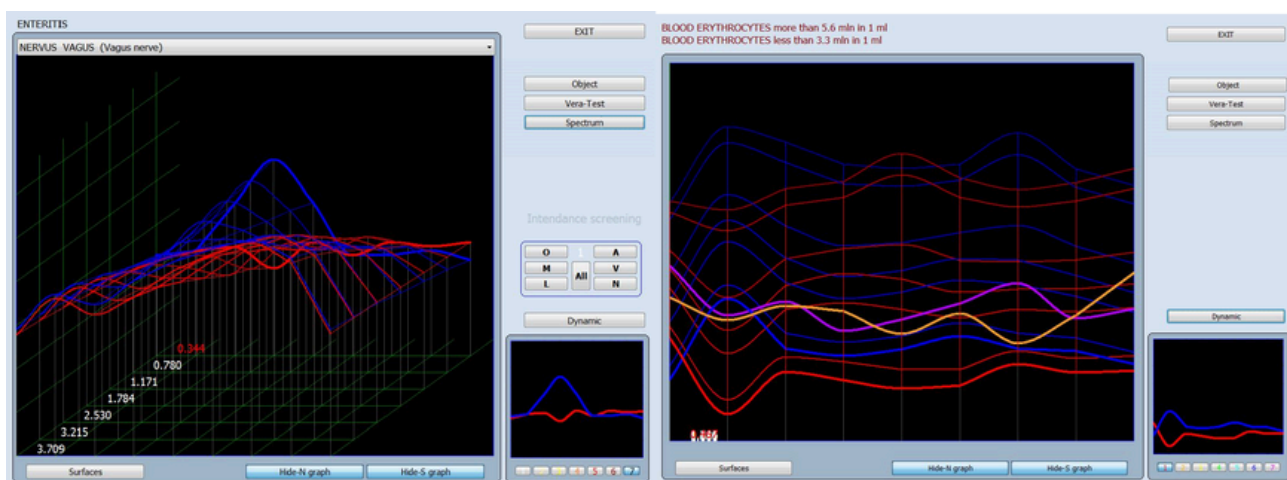 ENTERITIS
NERVUS VAGUS (Vagus nerve)
EXIT
Object
Vera-Test
Spectrum
Intendance screening
O 1 A
M All V
L N
Dynamic
0.344
0.780
1.171
1.784
2.530
3.215
3.709
Surfaces
Hide-N graph
Hide-S graph
4 5 6 7
BLOOD ERYTHROCYTES more than 5.6 mln in 1 ml
BLOOD ERYTHROCYTES less than 3.3 mln in 1 ml
EXIT
Object
Vera-Test
Spectrum
Dynamic
Surfaces
Hide-N graph
Hide-S graph